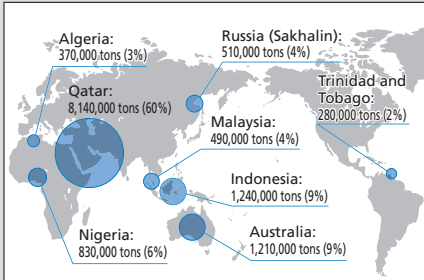 Algeria:
370,000 tons (3%)
Russia (Sakhalin):
510,000 tons (4%)
Qatar:
8,140,000 tons (60%)
Trinidad and
Tobago:
280,000 tons (2%)
Malaysia:
490,000 tons (4%)
Indonesia:
1,240,000 tons (9%)
Nigeria:
830,000 tons (6%)
Australia:
1,210,000 tons (9%)